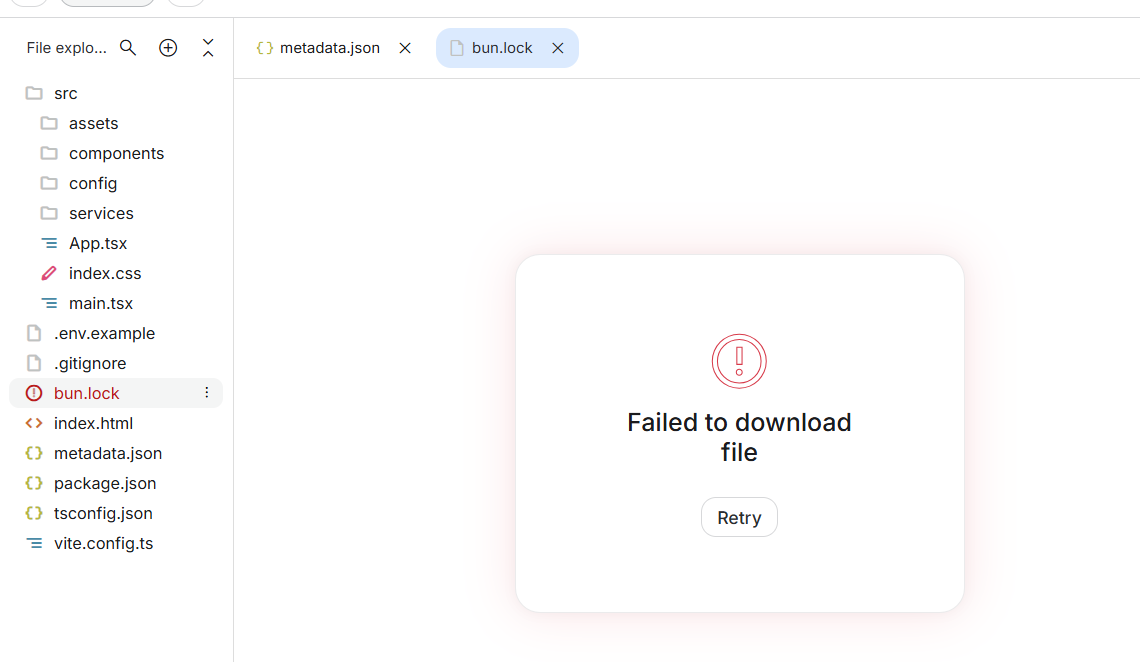 File explo...
metadata.json
bun.lock
src
assets
components
config
services
App.tsx
index.css
main.tsx
.env.example
.gitignore
bun.lock
index.html
metadata.json
package.json
tsconfig.json
vite.config.ts
Failed to download
file
Retry